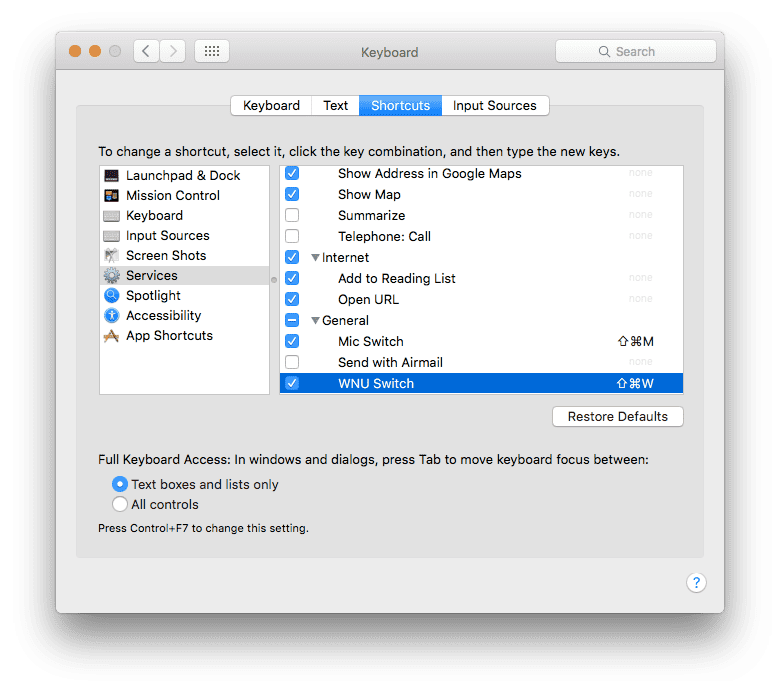 Keyboard
Search
Keyboard Text Shortcuts Input Sources
To change a shortcut, select it, click the key combination, and then type the new keys.
Launchpad & Dock
Mission Control
Keyboard
Input Sources
Screen Shots
Services
Spotlight
Accessibility
App Shortcuts
Show Address in Google Maps none
Show Map none
Summarize none
Telephone: Call none
Internet
Add to Reading List none
Open URL none
General
Mic Switch ⇧⌘M
Send with Airmail none
WNU Switch ⇧⌘W
Restore Defaults
Full Keyboard Access: In windows and dialogs, press Tab to move keyboard focus between:
Text boxes and lists only
All controls
Press Control+F7 to change this setting.
?